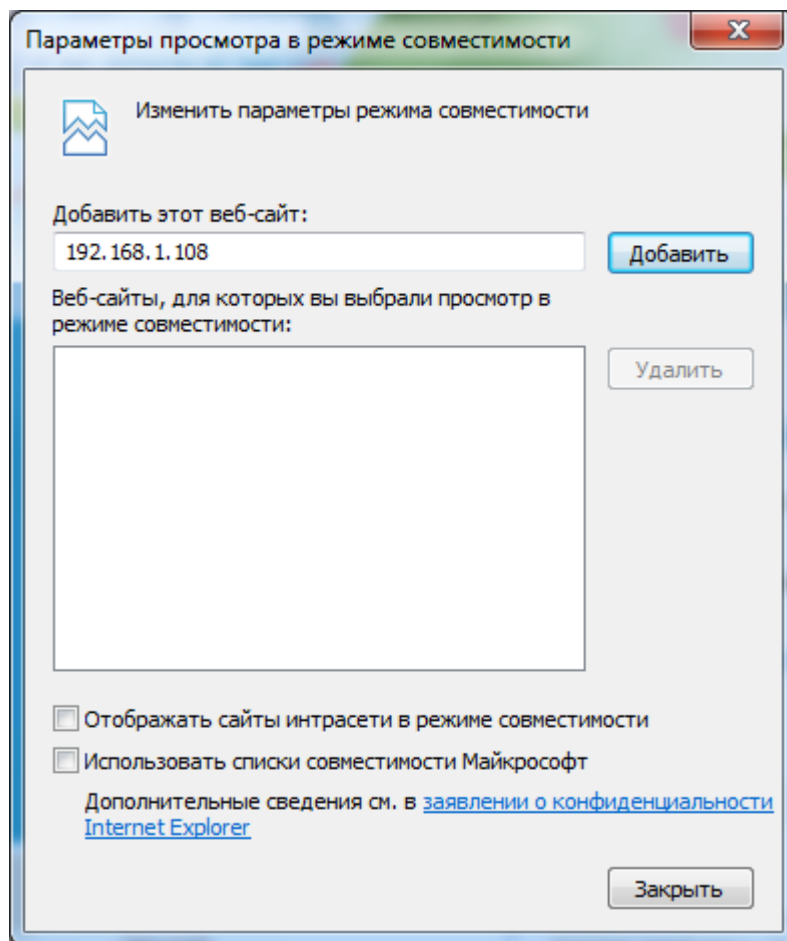 Параметры просмотра в режиме совместимости
Изменить параметры режима совместимости
Добавить этот веб-сайт:
192.168.1.108
Добавить
Веб-сайты, для которых вы выбрали просмотр в
режиме совместимости:
Удалить
Отображать сайты интрасети в режиме совместимости
Использовать списки совместимости Майкрософт
Дополнительные сведения см. в заявлении о конфиденциальности
Internet Explorer
Закрыть